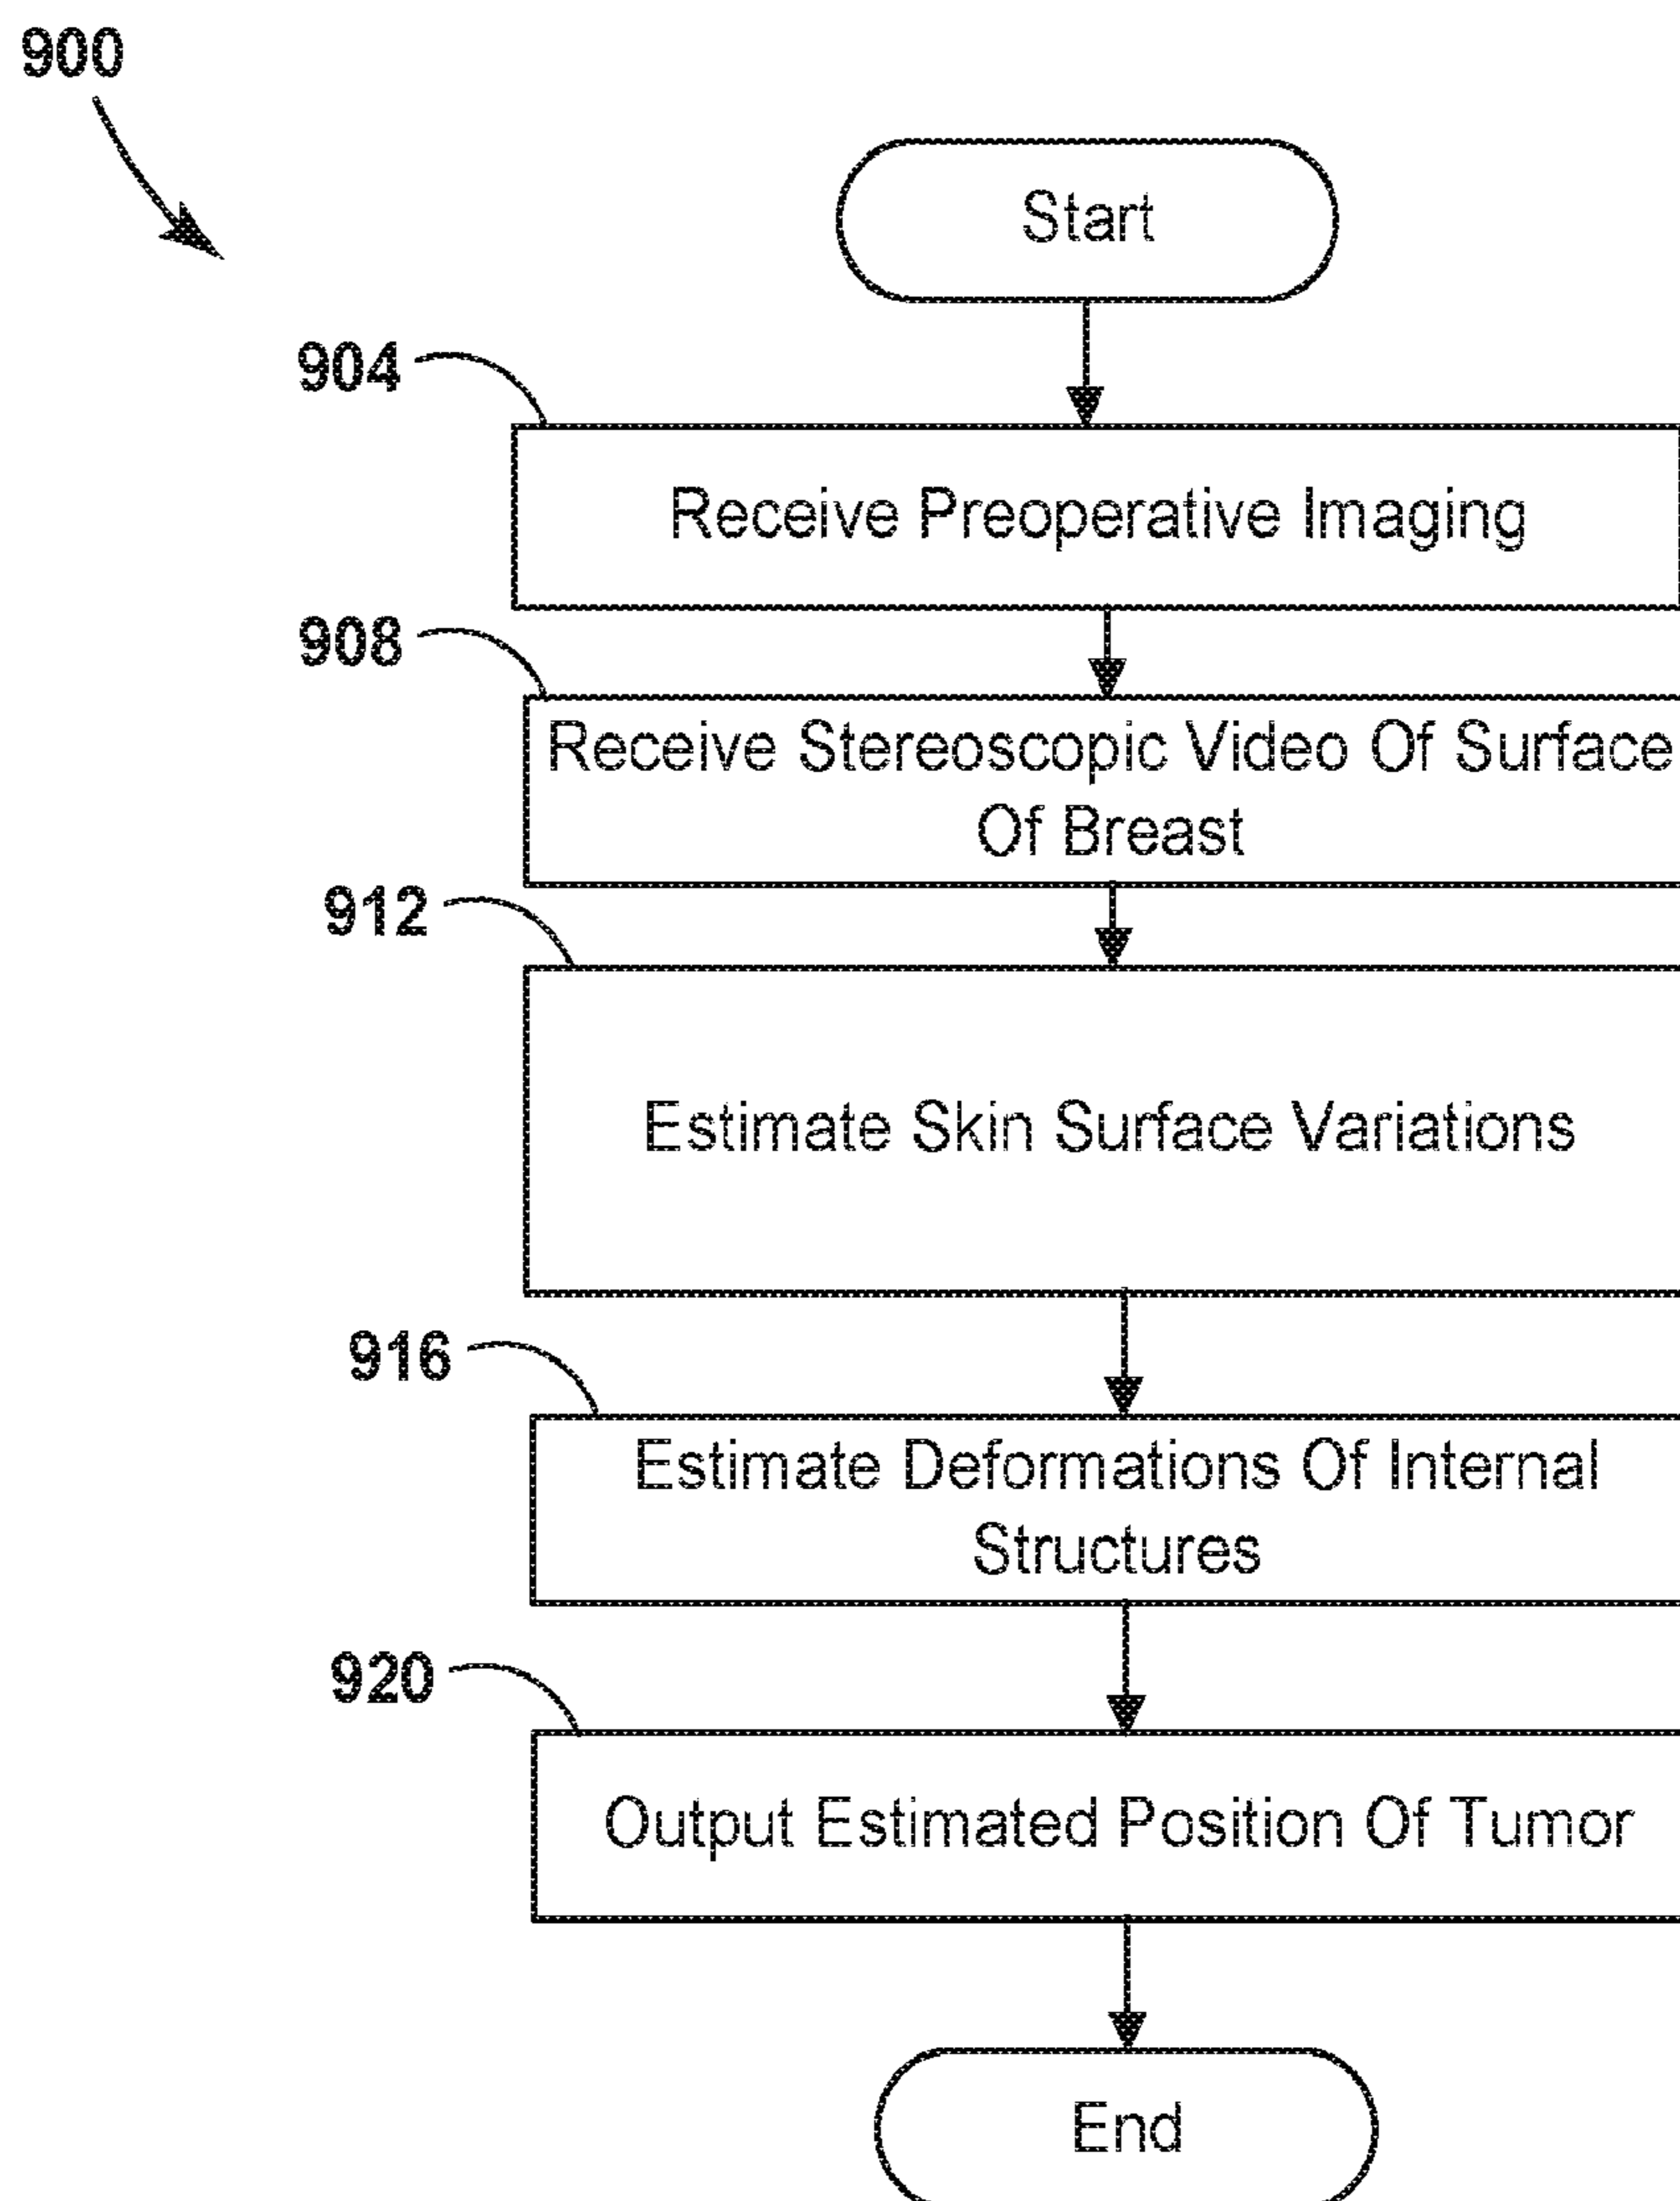 900
Start
904
Receive Preoperative Imaging
908
Receive Stereoscopic Video Of Surface
Of Breast
912
Estimate Skin Surface Variations
916
Estimate Deformations Of Internal
Structures
920
Output Estimated Position Of Tumor
End